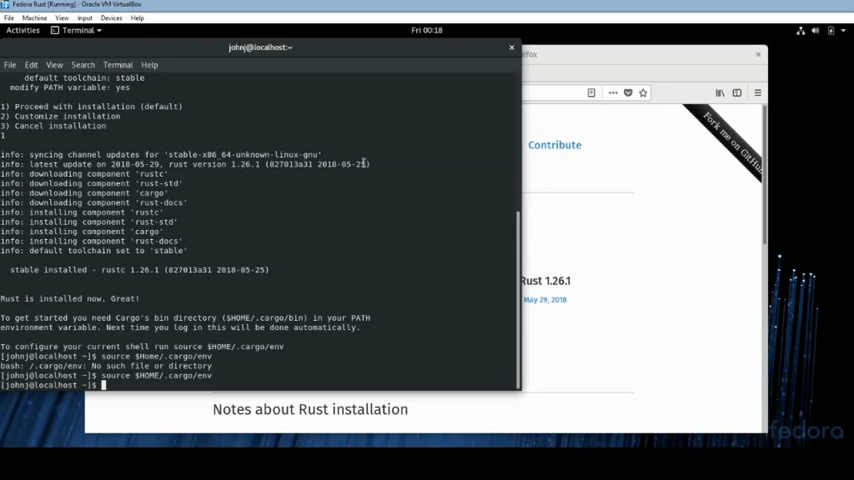 Fedora Rust [Running] - Oracle VM VirtualBox
File Machine View Input Devices Help
Activities Terminal Fri 00:18
johnj@localhost:~
File Edit View Search Terminal Help
default toolchain: stable
modify PATH variable: yes
1) Proceed with installation (default)
2) Customize installation
3) Cancel installation
1
info: syncing channel updates for 'stable-x86_64-unknown-linux-gnu'
info: latest update on 2018-05-29, rust version 1.26.1 (827013a31 2018-05-25)
info: downloading component 'rustc'
info: downloading component 'rust-std'
info: downloading component 'cargo'
info: downloading component 'rust-docs'
info: installing component 'rustc'
info: installing component 'rust-std'
info: installing component 'cargo'
info: installing component 'rust-docs'
info: default toolchain set to 'stable'
stable installed - rustc 1.26.1 (827013a31 2018-05-25)
Rust is installed now. Great!
To get started you need Cargo's bin directory ($HOME/.cargo/bin) in your PATH
environment variable. Next time you log in this will be done automatically.
To configure your current shell run source $HOME/.cargo/env
[johnj@localhost ~]$ source $Home/.cargo/env
bash: /.cargo/env: No such file or directory
[johnj@localhost ~]$ source $HOME/.cargo/env
[johnj@localhost ~]$
efox
Contribute
Fork me on GitHub
Rust 1.26.1
May 29, 2018
Notes about Rust installation
fedora